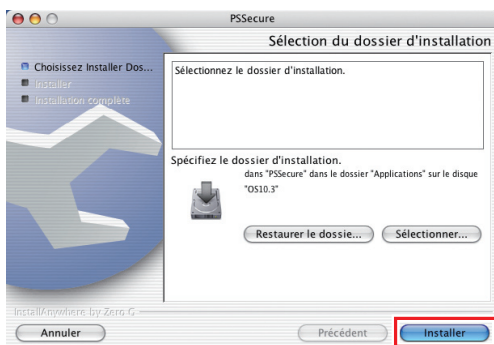 PSSecure
Sélection du dossier d'installation
Choisissez Installer Dos...
Installer
Installation complète
Sélectionnez le dossier d'installation.
Spécifiez le dossier d'installation.
dans "PSSecure" dans le dossier "Applications" sur le disque
"OS10.3"
Restaurer le dossie...
Sélectionner...
InstallAnywhere by Zero G
Annuler
Précédent
Installer